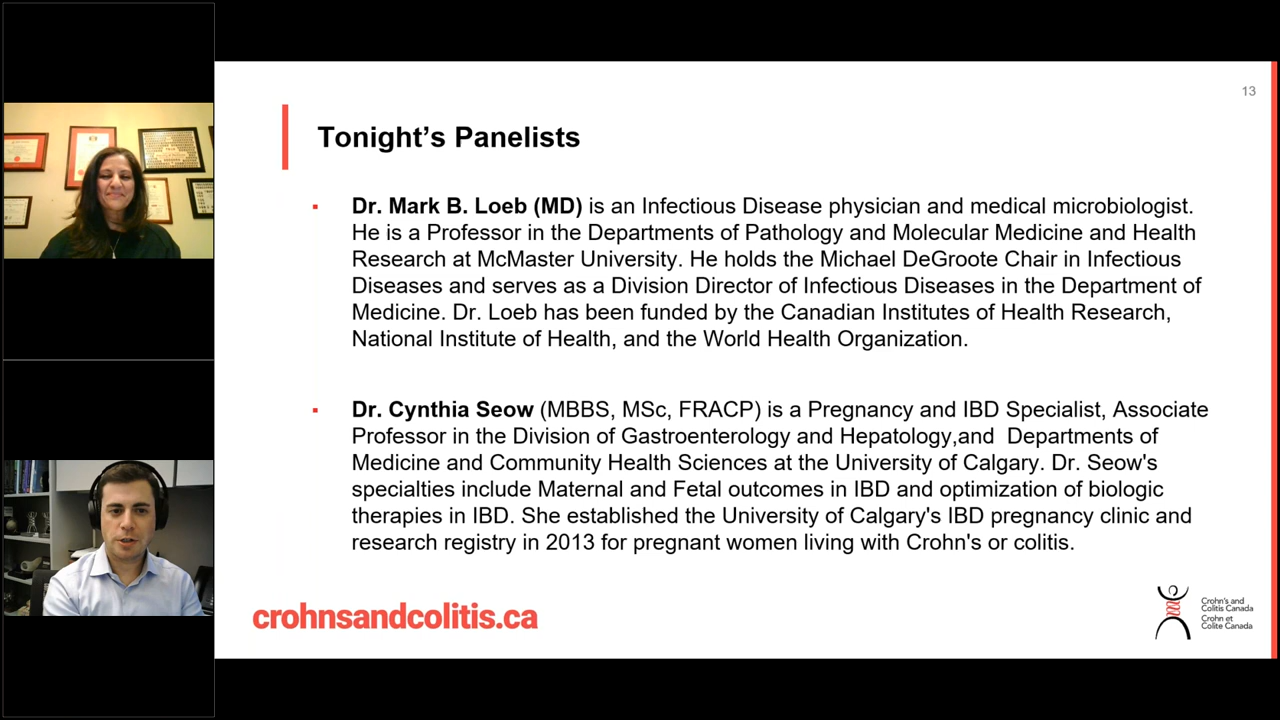 13
Tonight's Panelists
▪ Dr. Mark B. Loeb (MD) is an Infectious Disease physician and medical microbiologist.
He is a Professor in the Departments of Pathology and Molecular Medicine and Health
Research at McMaster University. He holds the Michael DeGroote Chair in Infectious
Diseases and serves as a Division Director of Infectious Diseases in the Department of
Medicine. Dr. Loeb has been funded by the Canadian Institutes of Health Research,
National Institute of Health, and the World Health Organization.
▪ Dr. Cynthia Seow (MBBS, MSc, FRACP) is a Pregnancy and IBD Specialist, Associate
Professor in the Division of Gastroenterology and Hepatology,and Departments of
Medicine and Community Health Sciences at the University of Calgary. Dr. Seow's
specialties include Maternal and Fetal outcomes in IBD and optimization of biologic
therapies in IBD. She established the University of Calgary's IBD pregnancy clinic and
research registry in 2013 for pregnant women living with Crohn's or colitis.
crohnsandcolitis.ca
Crohn's and
Colitis Canada
Crohn et
Colite Canada